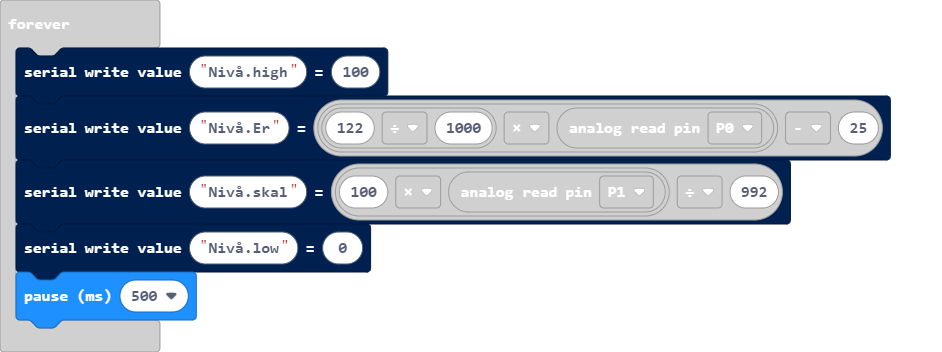 forever
serial write value "Nivå.high" = 100
serial write value "Nivå.Er" = 122 ÷ 1000 × analog read pin P0 - 25
serial write value "Nivå.skal" = 100 × analog read pin P1 ÷ 992
serial write value "Nivå.low" = 0
pause (ms) 500